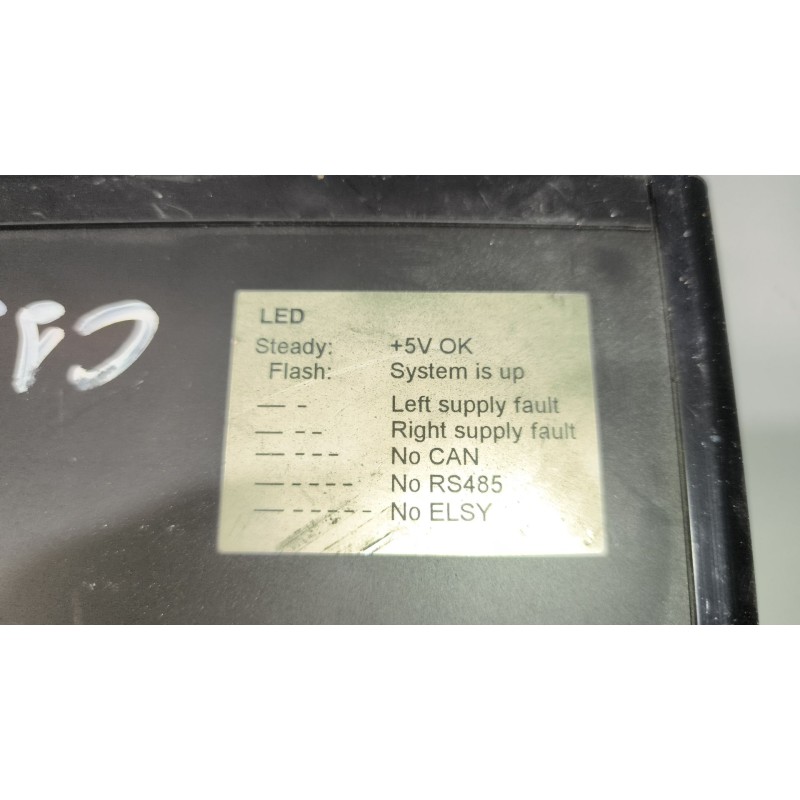 LED
Steady: +5V OK
Flash: System is up
— - Left supply fault
— - - Right supply fault
— - - - No CAN
— - - - - No RS485
— - - - - - No ELSY